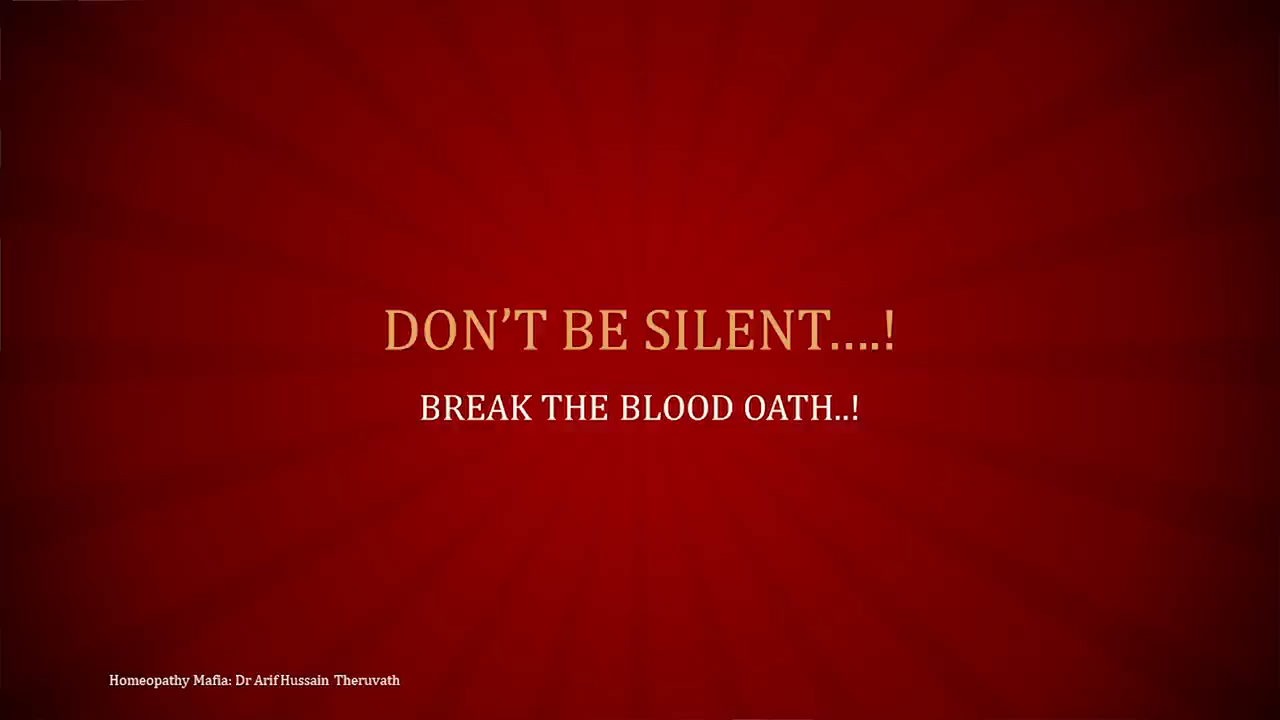 DON’T BE SILENT....!
BREAK THE BLOOD OATH..!
Homeopathy Mafia: Dr Arif Hussain Theruvath